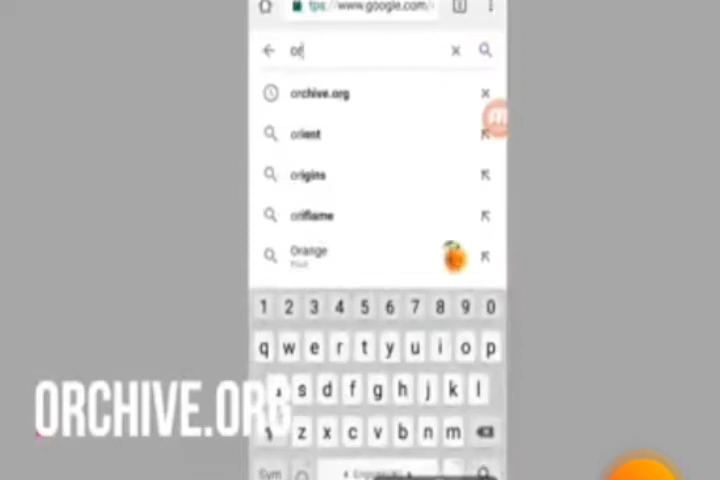 tps://www.google.com/
or
orchive.org
orient
origins
oriflame
Orange
1 2 3 4 5 6 7 8 9 0
q w e r t y u i o p
s d f g h j k l
z x c v b n m
Sym
ORCHIVE.ORG